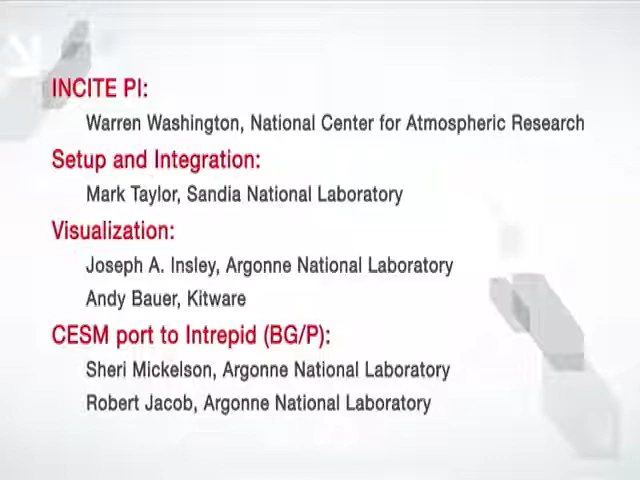 INCITE PI:
Warren Washington, National Center for Atmospheric Research
Setup and Integration:
Mark Taylor, Sandia National Laboratory
Visualization:
Joseph A. Insley, Argonne National Laboratory
Andy Bauer, Kitware
CESM port to Intrepid (BG/P):
Sheri Mickelson, Argonne National Laboratory
Robert Jacob, Argonne National Laboratory